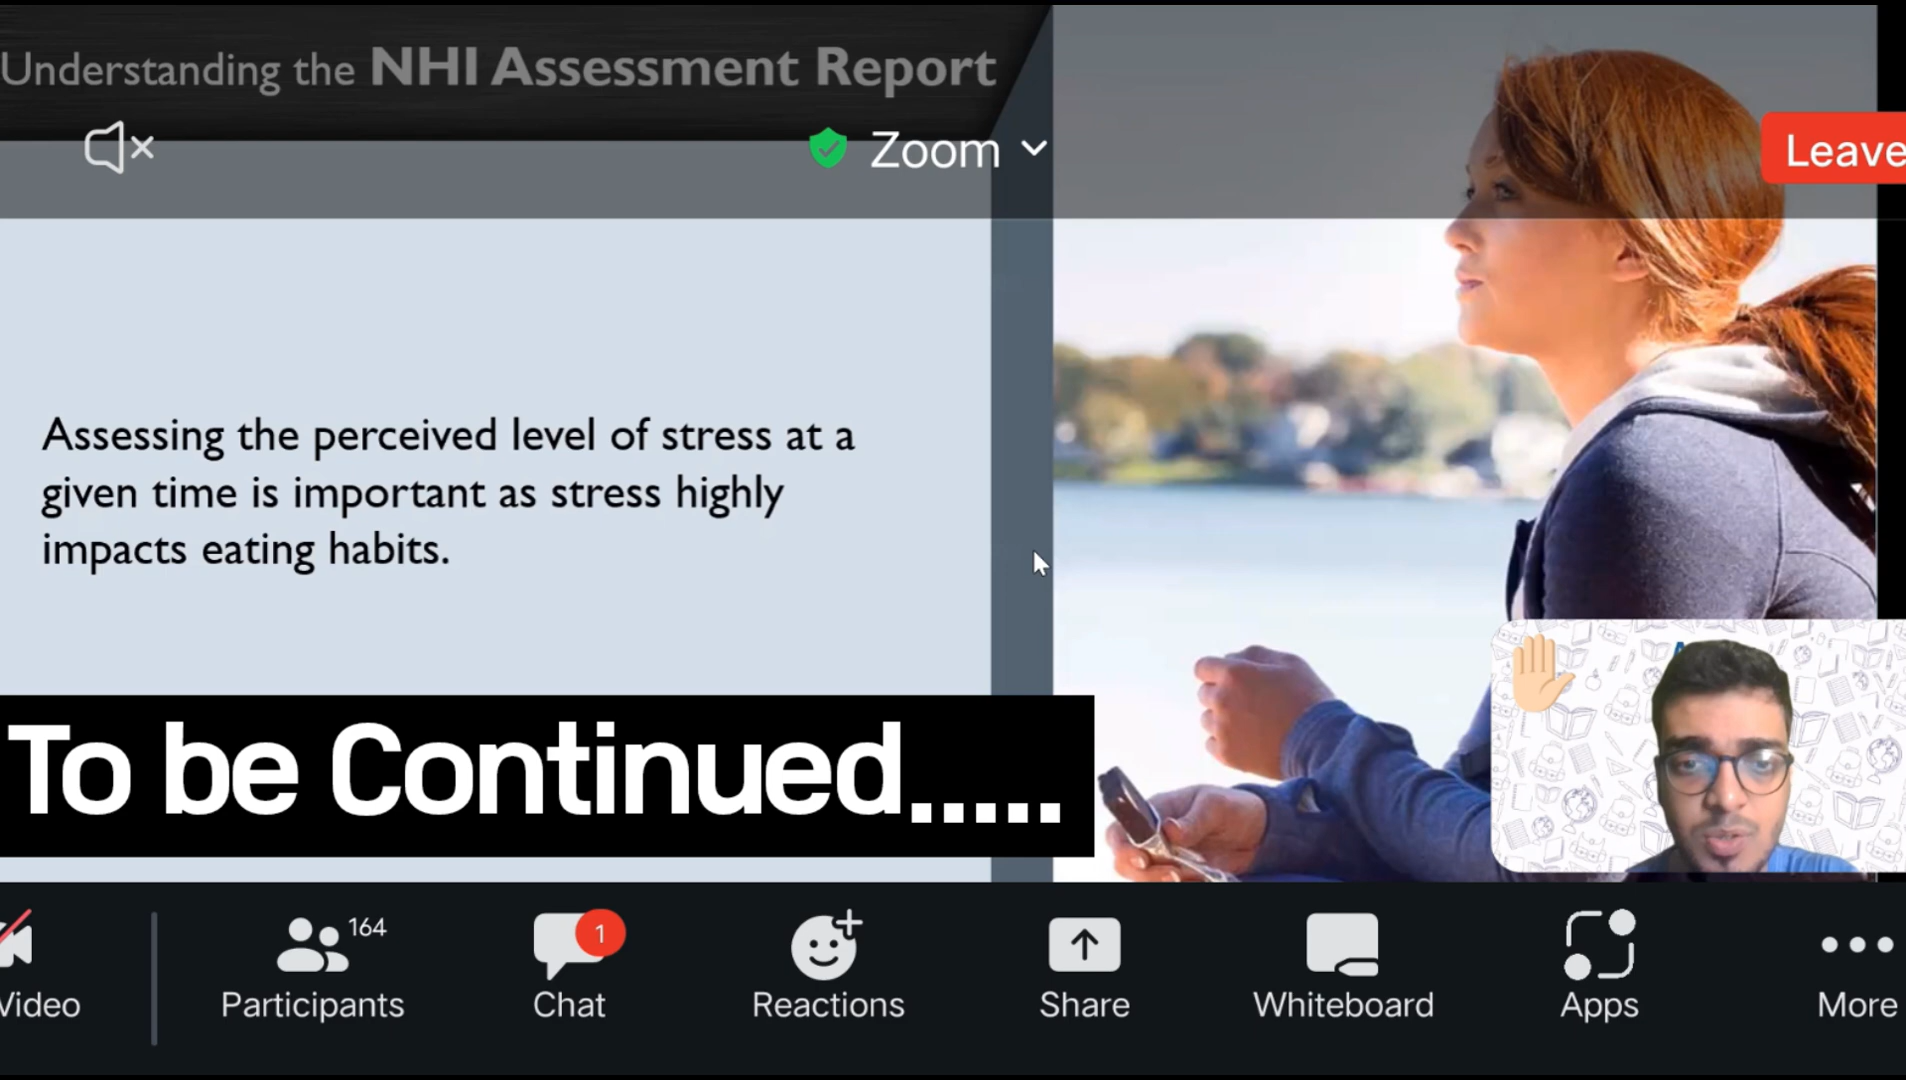 Understanding the NHI Assessment Report
Zoom
Leave
Assessing the perceived level of stress at a
given time is important as stress highly
impacts eating habits.
To be Continued.....
Video
Participants
164
Chat
1
Reactions
Share
Whiteboard
Apps
More